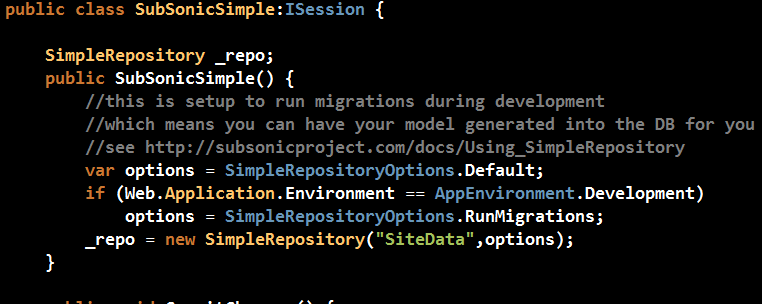 public class SubSonicSimple:ISession {
SimpleRepository _repo;
public SubSonicSimple() {
//this is setup to run migrations during development
//which means you can have your model generated into the DB for you
//see http://subsonicproject.com/docs/Using_SimpleRepository
var options = SimpleRepositoryOptions.Default;
if (Web.Application.Environment == AppEnvironment.Development)
options = SimpleRepositoryOptions.RunMigrations;
_repo = new SimpleRepository("SiteData",options);
}